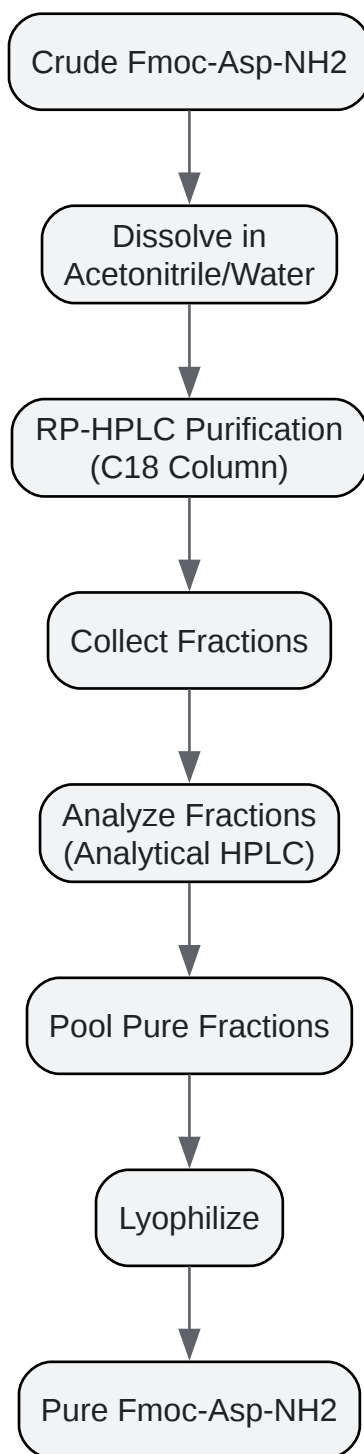 Crude Fmoc-Asp-NH2
Dissolve in
Acetonitrile/Water
RP-HPLC Purification
(C18 Column)
Collect Fractions
Analyze Fractions
(Analytical HPLC)
Pool Pure Fractions
Lyophilize
Pure Fmoc-Asp-NH2